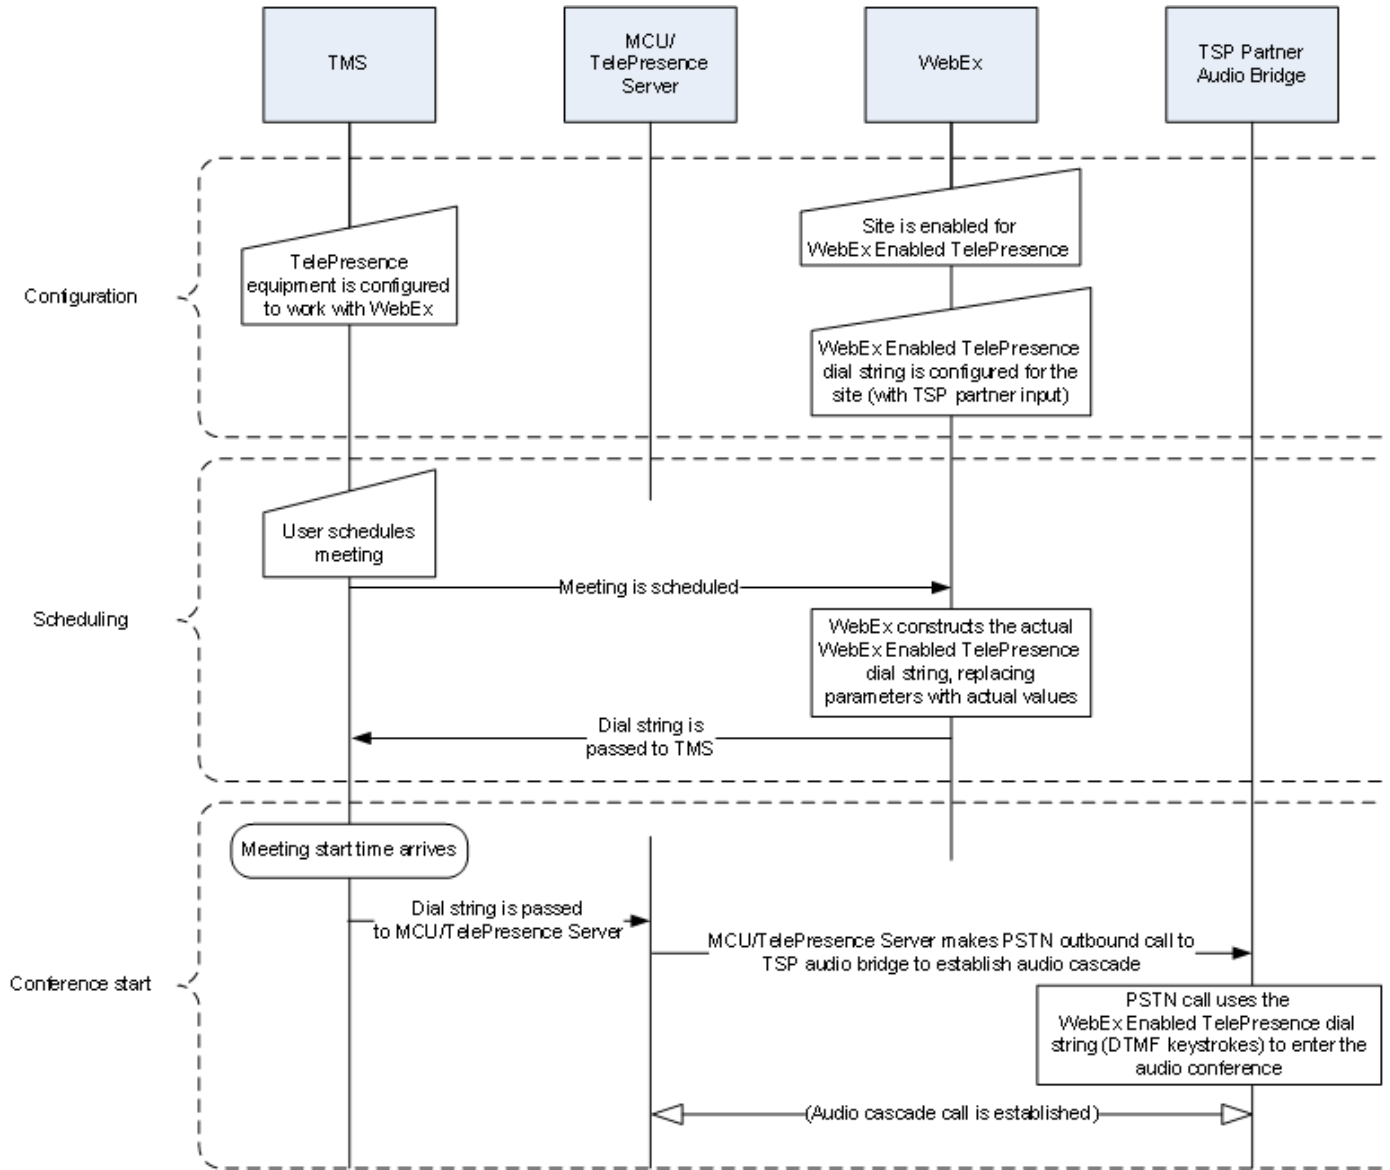 TMS
MCU/
TelePresence
Server
WebEx
TSP Partner
Audio Bridge
Configuration
TelePresence
equipment is configured
to work with WebEx
Site is enabled for
WebEx Enabled TelePresence
WebEx Enabled TelePresence
dial string is configured for the
site (with TSP partner input)
Scheduling
User schedules
meeting
Meeting is scheduled
WebEx constructs the actual
WebEx Enabled TelePresence
dial string, replacing
parameters with actual values
Dial string is
passed to TMS
Conference start
Meeting start time arrives
Dial string is passed
to MCU/TelePresence Server
MCU/TelePresence Server makes PSTN outbound call to
TSP audio bridge to establish audio cascade
PSTN call uses the
WebEx Enabled TelePresence dial
string (DTMF keystrokes) to enter the
audio conference
(Audio cascade call is established)